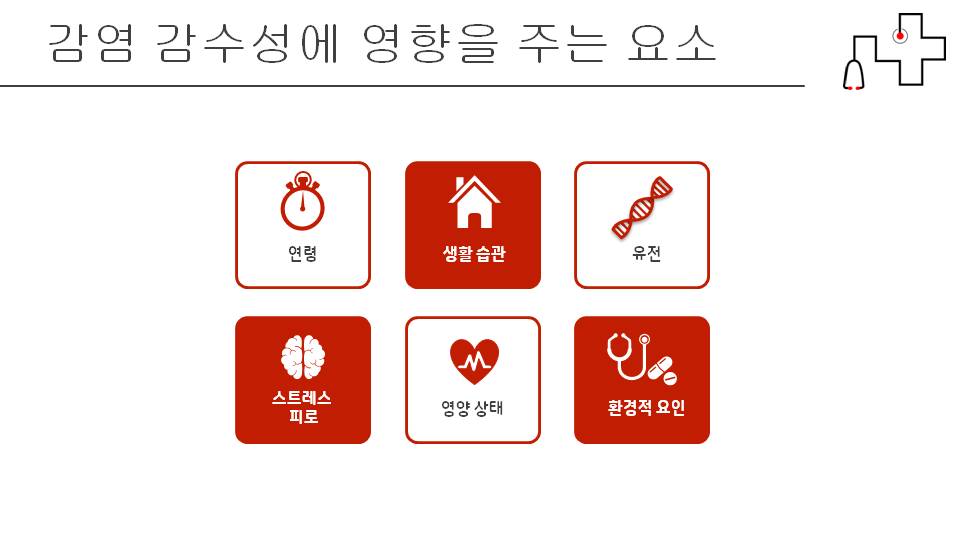 감염 감수성에 영향을 주는 요소
연령
생활 습관
유전
스트레스
피로
영양 상태
환경적 요인